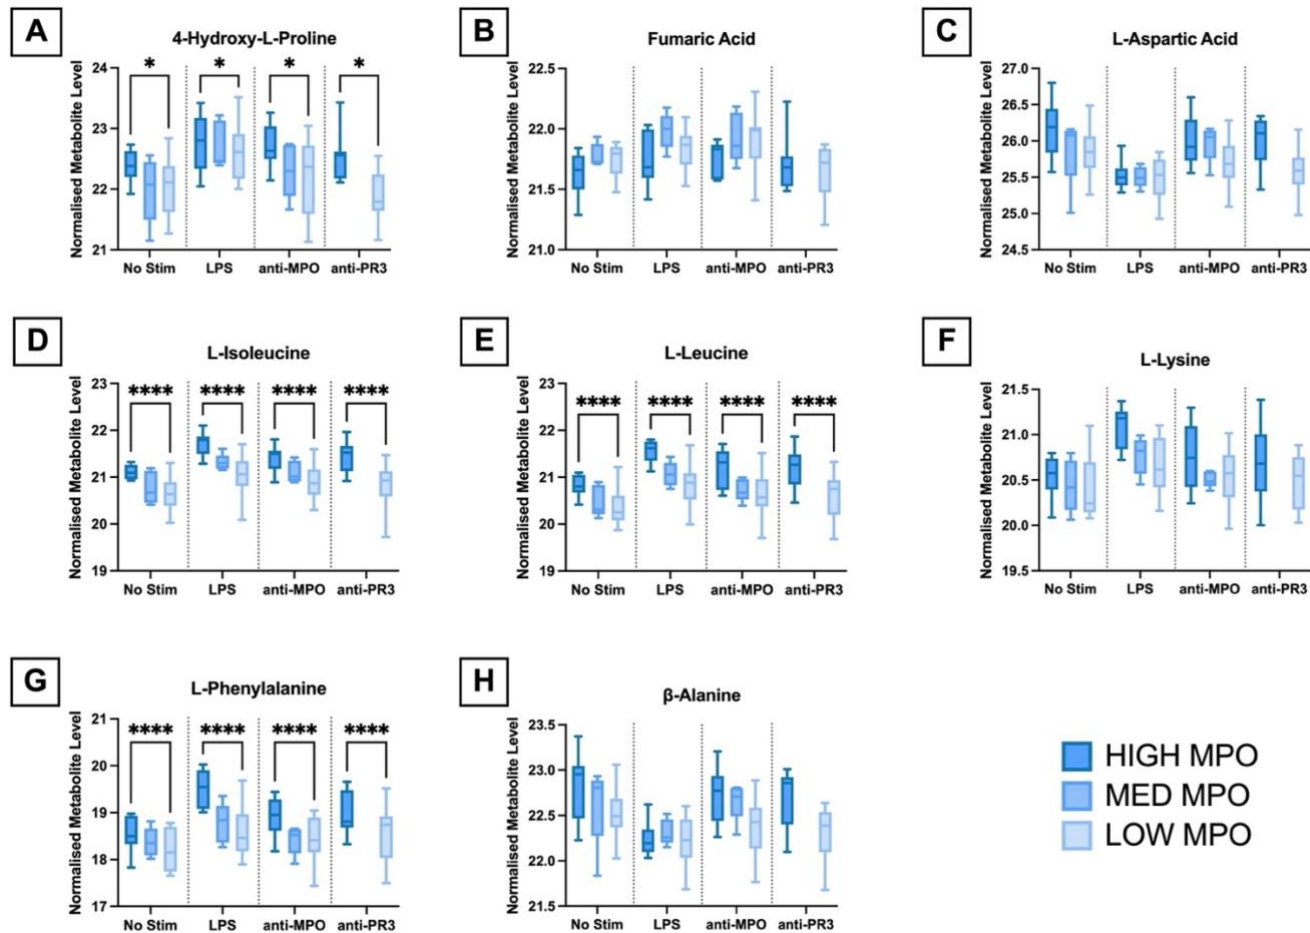 A
4-Hydroxy-L-Proline
Normalised Metabolite Level
24
23
22
21
* * * *
No Stim LPS anti-MPO anti-PR3
B
Fumaric Acid
Normalised Metabolite Level
22.5
22.0
21.5
21.0
No Stim LPS anti-MPO anti-PR3
C
L-Aspartic Acid
Normalised Metabolite Level
27.0
26.5
26.0
25.5
25.0
24.5
No Stim LPS anti-MPO anti-PR3
D
L-Isoleucine
Normalised Metabolite Level
23
22
21
20
19
**** **** **** ****
No Stim LPS anti-MPO anti-PR3
E
L-Leucine
Normalised Metabolite Level
23
22
21
20
19
**** **** **** ****
No Stim LPS anti-MPO anti-PR3
F
L-Lysine
Normalised Metabolite Level
21.5
21.0
20.5
20.0
19.5
No Stim LPS anti-MPO anti-PR3
G
L-Phenylalanine
Normalised Metabolite Level
21
20
19
18
17
**** **** **** ****
No Stim LPS anti-MPO anti-PR3
H
β-Alanine
Normalised Metabolite Level
23.5
23.0
22.5
22.0
21.5
No Stim LPS anti-MPO anti-PR3
HIGH MPO
MED MPO
LOW MPO